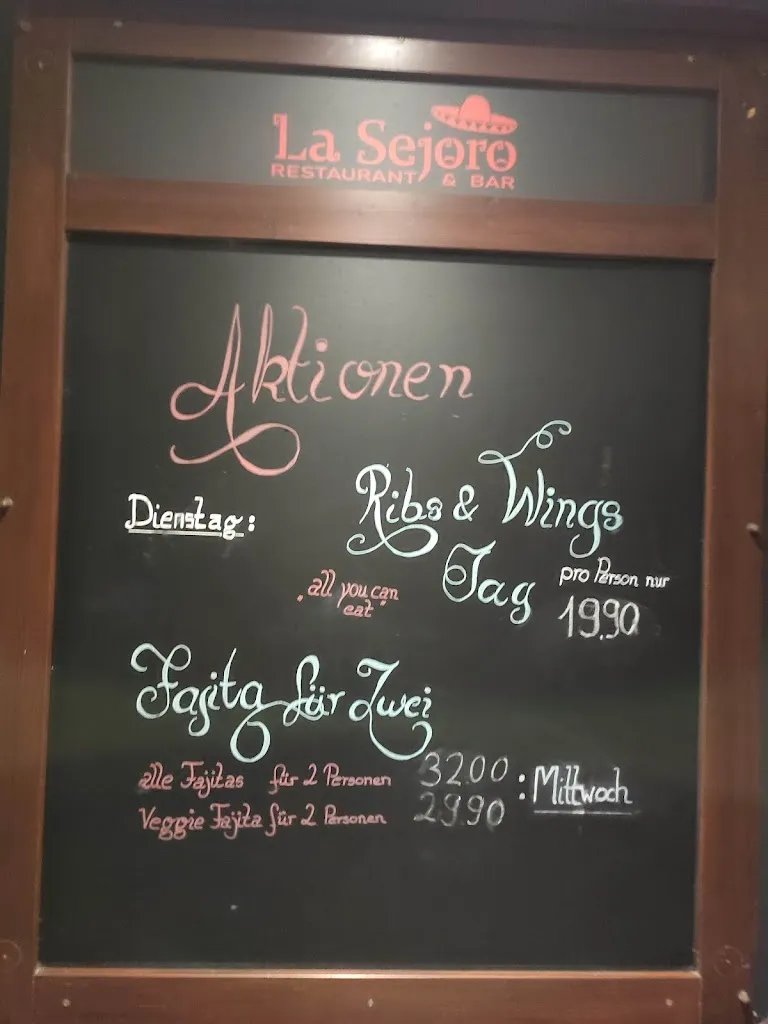 La Sejoro
RESTAURANT & BAR
Aktionen
Dienstag:
Ribs & Wings
Tag
pro Person nur
19.90
"all you can
eat"
Fajita für Zwei
alle Fajitas für 2 Personen 32.00
Veggie Fajita für 2 Personen 29.90
: Mittwoch